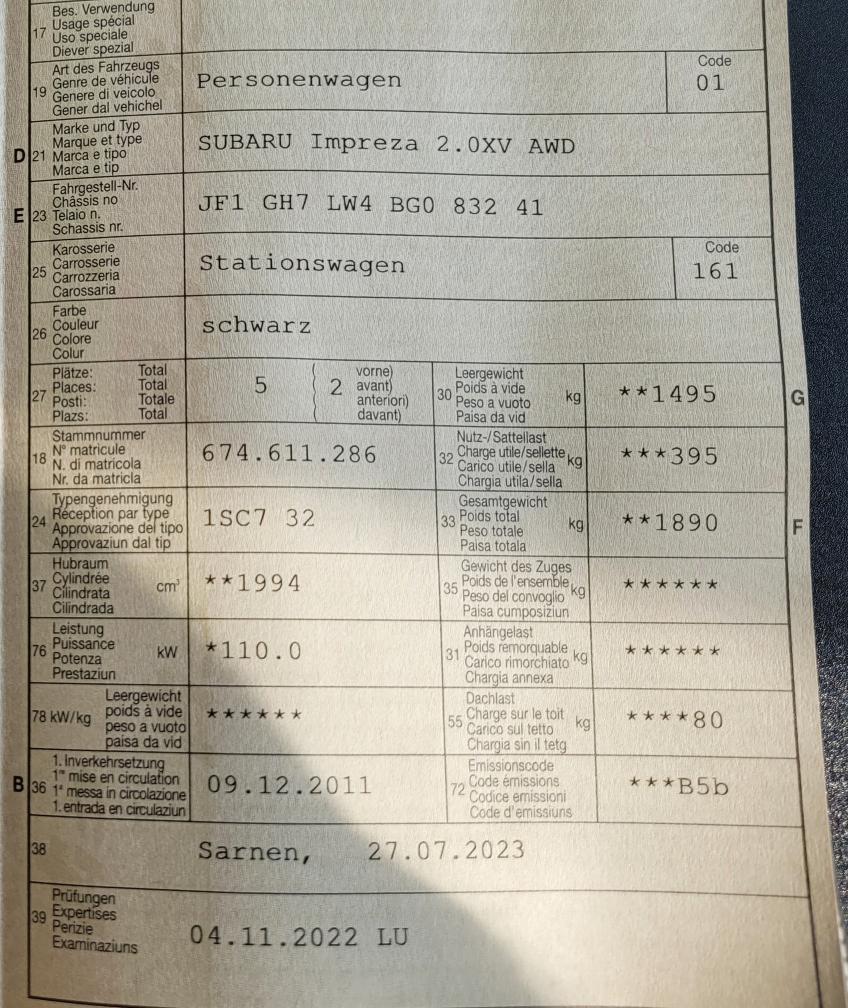 17 Bes. Verwendung
Usage spécial
Uso speciale
Diever spezial
19 Art des Fahrzeugs
Genre de véhicule
Genere di veicolo
Gener dal vehichel
Personenwagen
Code
01
D 21 Marke und Typ
Marque et type
Marca e tipo
Marca e tip
SUBARU Impreza 2.0XV AWD
E 23 Fahrgestell-Nr.
Châssis no
Telaio n.
Schassis nr.
JF1 GH7 LW4 BG0 832 41
25 Karosserie
Carrosserie
Carrozzeria
Carossaria
Stationswagen
Code
161
26 Farbe
Couleur
Colore
Colur
schwarz
27 Plätze: Total
Places: Total
Posti: Totale
Plazs: Total
5 ( 2 vorne)
avant)
anteriori)
davant)
30 Leergewicht
Poids à vide
Peso a vuoto
Paisa da vid
kg
**1495
G
18 Stammnummer
N° matricule
N. di matricola
Nr. da matricla
674.611.286
32 Nutz-/Sattellast
Charge utile/sellette
Carico utile/sella
Chargia utila/sella
kg
***395
24 Typengenehmigung
Réception par type
Approvazione del tipo
Approvaziun dal tip
1SC7 32
33 Gesamtgewicht
Poids total
Peso totale
Paisa totala
kg
**1890
F
37 Hubraum
Cylindrée
Cilindrata
Cilindrada
cm³
**1994
35 Gewicht des Zuges
Poids de l'ensemble
Peso del convoglio
Paisa cumposiziun
kg
******
76 Leistung
Puissance
Potenza
Prestaziun
kW
*110.0
31 Anhängelast
Poids remorquable
Carico rimorchiato
Chargia annexa
kg
******
78 kW/kg Leergewicht
poids à vide
peso a vuoto
paisa da vid
******
55 Dachlast
Charge sur le toit
Carico sul tetto
Chargia sin il tetg
kg
****80
B 36 1. Inverkehrsetzung
1re mise en circulation
1a messa in circolazione
1. entrada en circulaziun
09.12.2011
72 Emissionscode
Code émissions
Codice emissioni
Code d'emissiuns
***B5b
38 Sarnen, 27.07.2023
39 Prüfungen
Expertises
Perizie
Examinaziuns
04.11.2022 LU